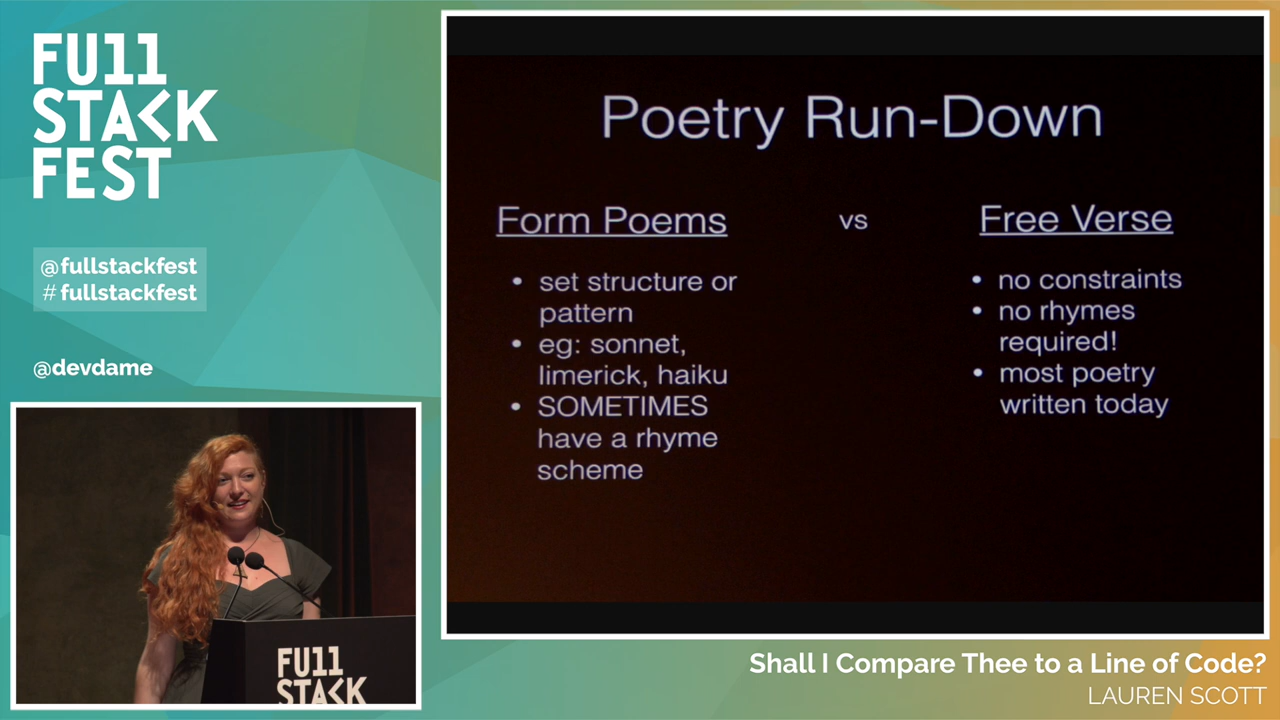 FU11
STACK
FEST
@fullstackfest
# fullstackfest
@devdame
FU11
STACK
Poetry Run-Down
Form Poems
vs
Free Verse
• set structure or
pattern
• eg: sonnet,
limerick, haiku
• SOMETIMES
have a rhyme
scheme
• no constraints
• no rhymes
required!
• most poetry
written today
Shall I Compare Thee to a Line of Code?
LAUREN SCOTT